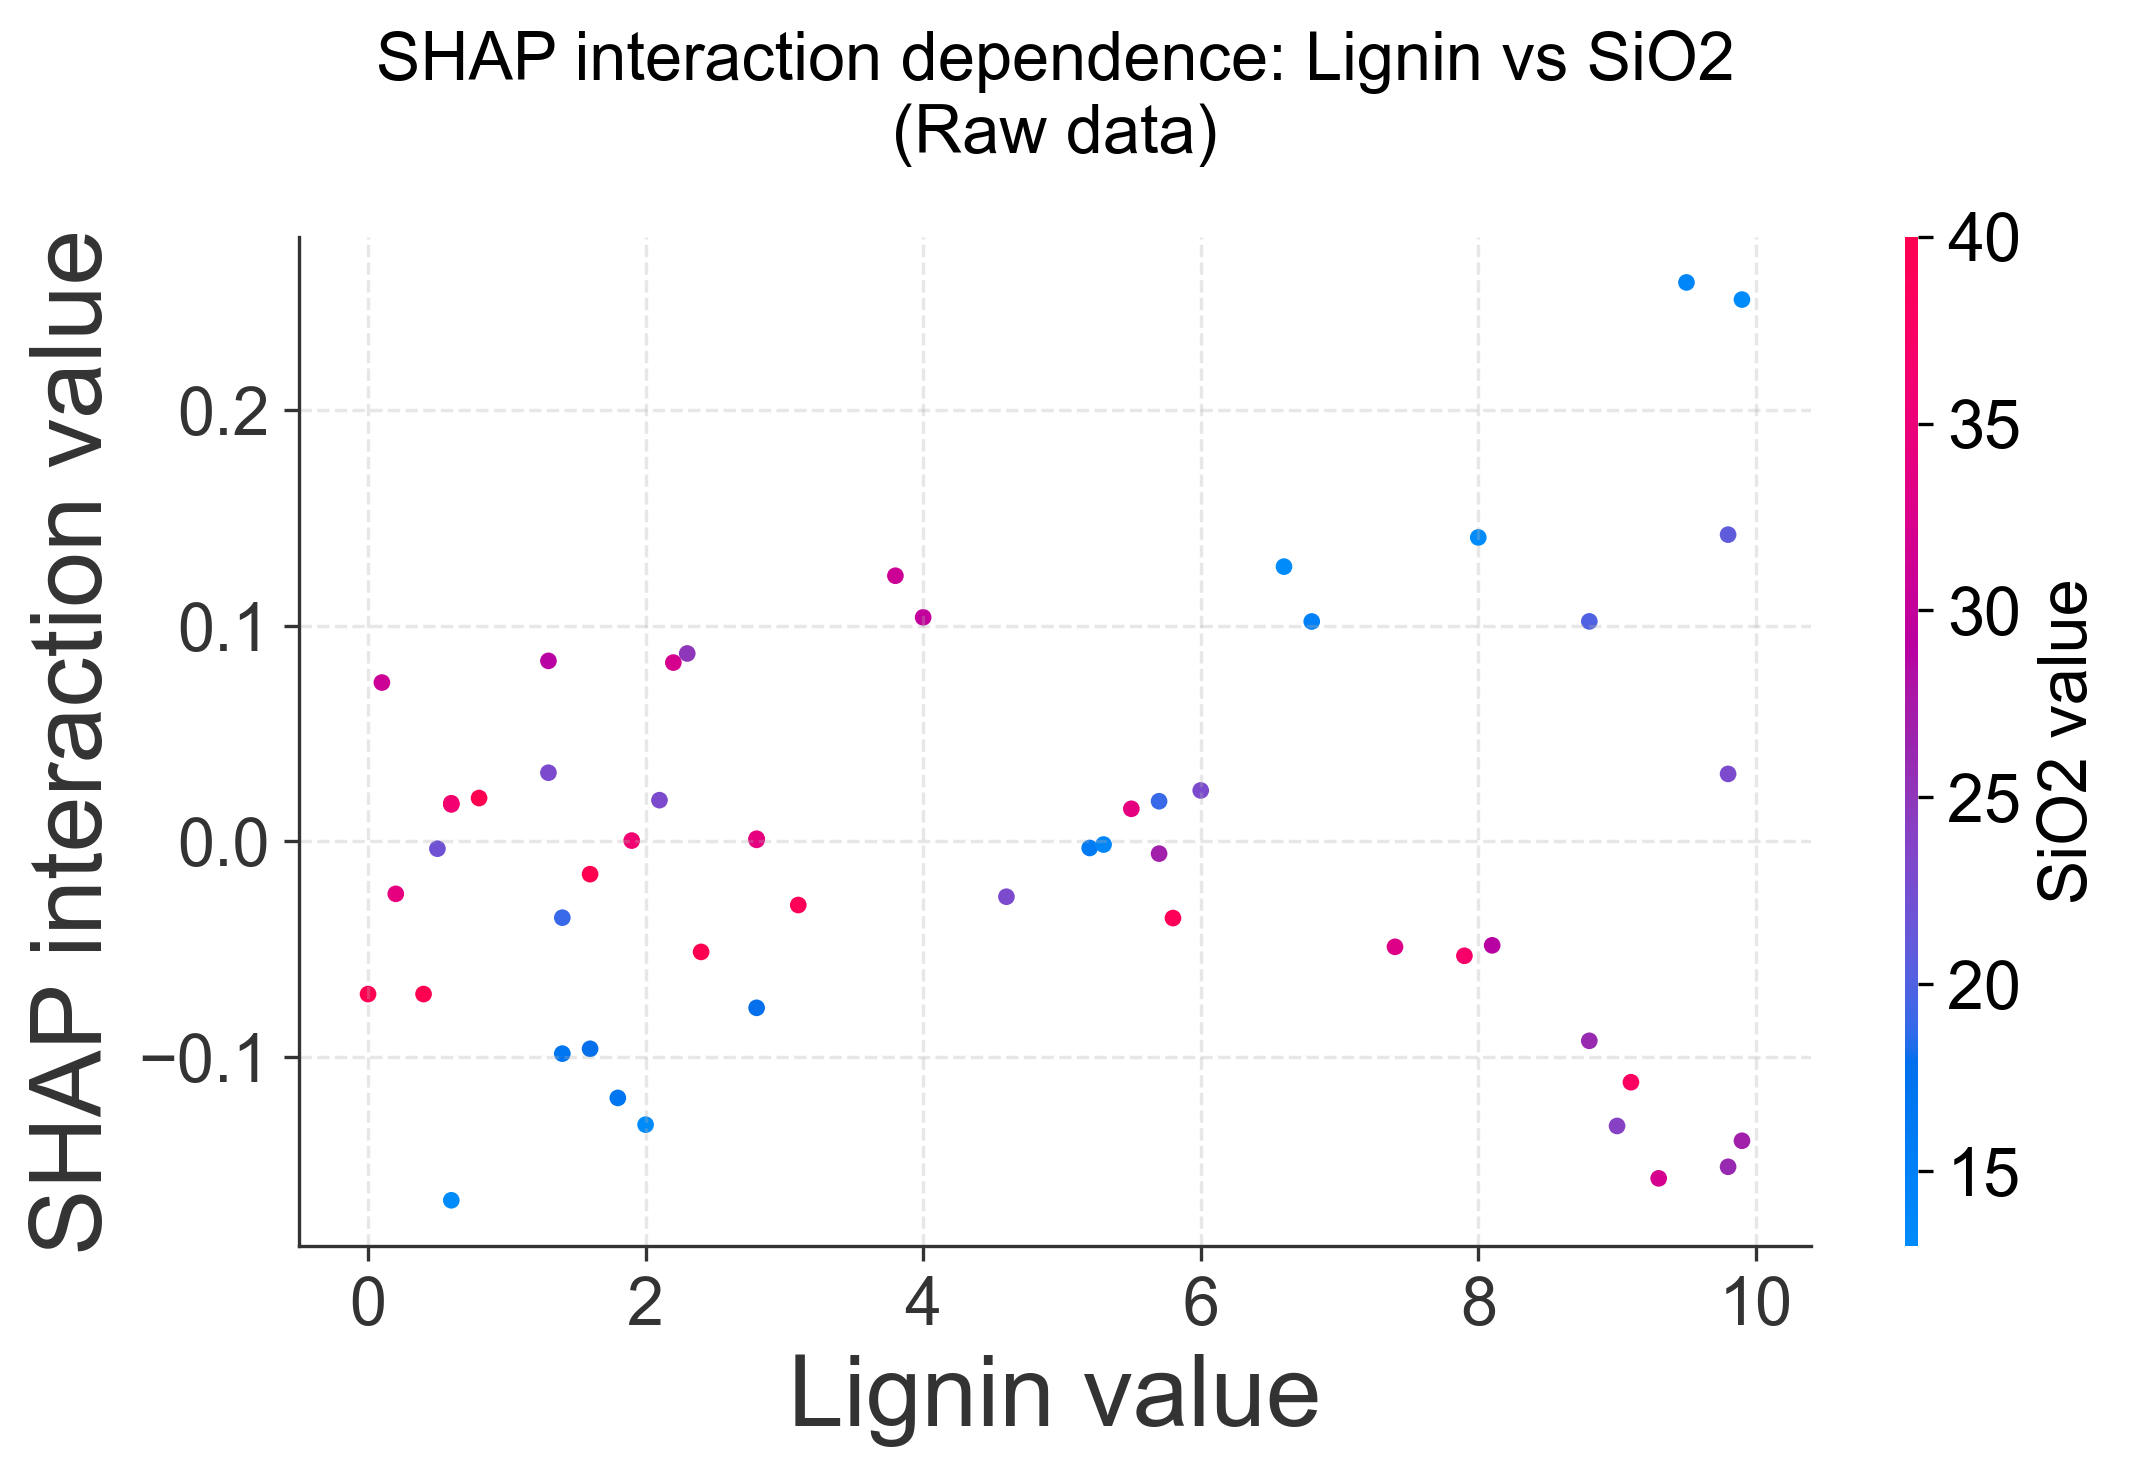 SHAP interaction dependence: Lignin vs SiO2
(Raw data)
SHAP interaction value
0.2
0.1
0.0
−0.1
0 2 4 6 8 10
Lignin value
40
35
30
25
20
15
SiO2 value